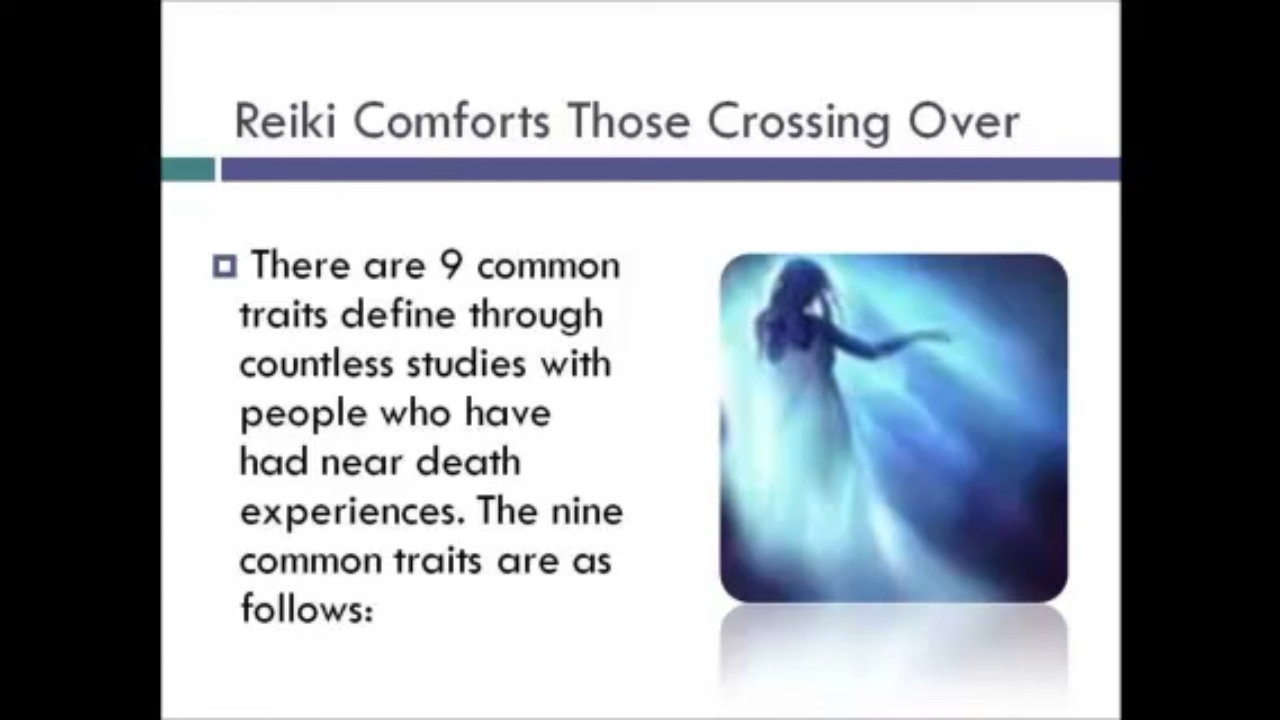 Reiki Comforts Those Crossing Over
There are 9 common
traits define through
countless studies with
people who have
had near death
experiences. The nine
common traits are as
follows: